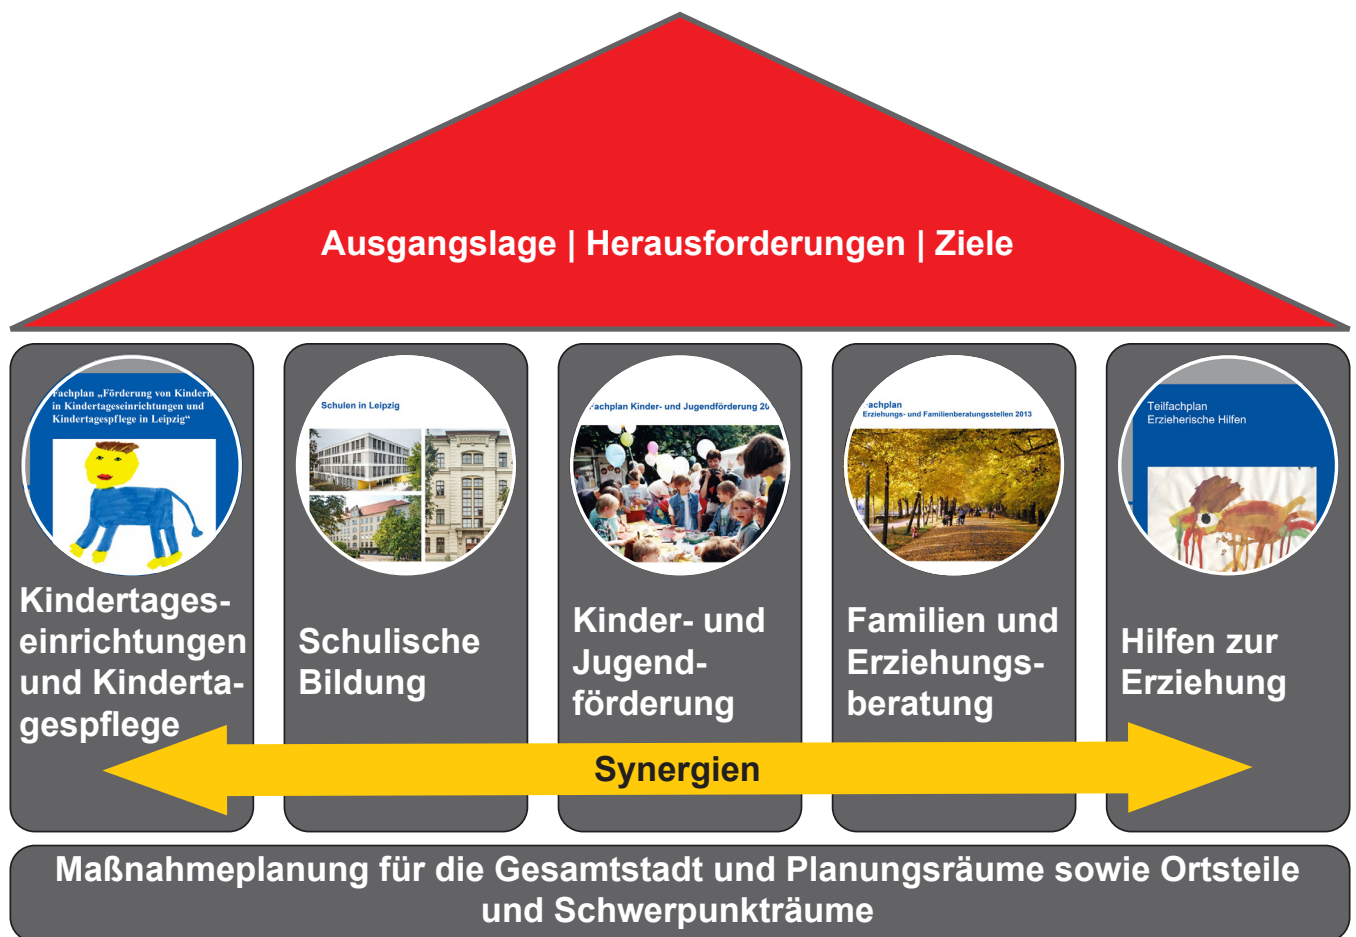 Ausgangslage | Herausforderungen | Ziele
Fachplan „Förderung von Kindern
in Kindertageseinrichtungen und
Kindertagespflege in Leipzig“
Kindertages-
einrichtungen
und Kinderta-
gespflege
Schulen in Leipzig
Schulische
Bildung
Fachplan Kinder- und Jugendförderung 20
Kinder- und
Jugend-
förderung
achplan
Erziehungs- und Familienberatungsstellen 2013
Familien und
Erziehungs-
beratung
Teilfachplan
Erzieherische Hilfen
Hilfen zur
Erziehung
Synergien
Maßnahmeplanung für die Gesamtstadt und Planungsräume sowie Ortsteile
und Schwerpunkträume